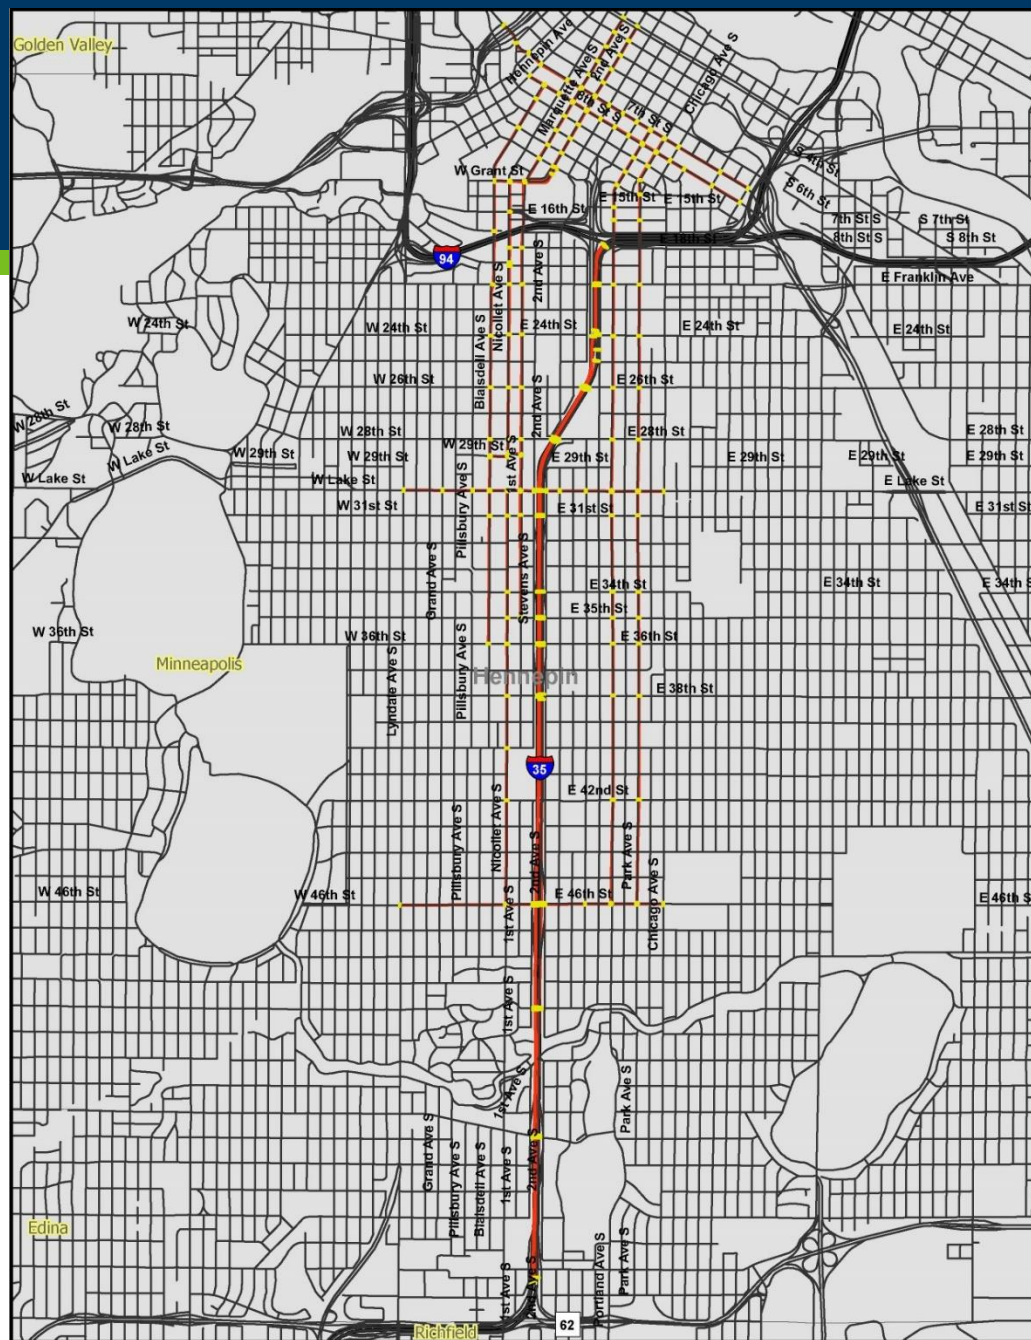 Golden Valley
Hennepin Ave
Marquette Ave S
2nd Ave S
Chicago Ave S
8th St S
7th St S
S 4th St
S 6th St
W Grant St
E 15th St
E 15th St
E 16th St
7th St S
S 7th St
8th St S
S 8th St
E 18th St
94
E Franklin Ave
2nd Ave S
Nicollet Ave S
Blaisdell Ave S
W 24th St
W 24th St
E 24th St
E 24th St
E 24th St
W 26th St
E 26th St
2nd Ave S
W 28th St
W 28th St
W 28th St
E 28th St
E 28th St
W Lake St
W 29th St
W 29th St
W 29th St
1st Ave S
E 29th St
E 29th St
E 29th St
E 29th St
W Lake St
W Lake St
E Lake St
Pillsbury Ave S
W 31st St
E 31st St
E 31st St
Grand Ave S
Stevens Ave S
E 34th St
E 34th St
E 34th St
E 35th St
W 36th St
W 36th St
E 36th St
Minneapolis
Lyndale Ave S
Pillsbury Ave S
Hennepin
E 38th St
35
E 42nd St
Pillsbury Ave S
Nicollet Ave S
2nd Ave S
Park Ave S
Chicago Ave S
W 46th St
W 46th St
E 46th St
E 46th S
1st Ave S
1st Ave S
1st Ave S
Park Ave S
Grand Ave S
Pillsbury Ave S
Blaisdell Ave S
1st Ave S
2nd Ave S
Edina
1st Ave S
2nd Ave S
Portland Ave S
Park Ave S
Richfield
62